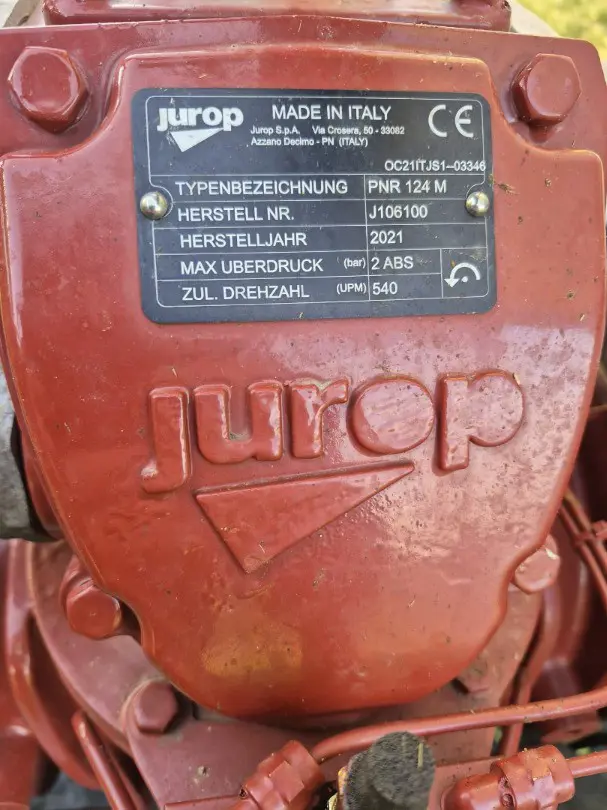 jurop
MADE IN ITALY
Jurop S.p.A. Via Crosera, 50 - 33082
Azzano Decimo - PN (ITALY)
CE
OC21ITJS1--03346
TYPENBEZEICHNUNG PNR 124 M
HERSTELL NR. J106100
HERSTELLJAHR 2021
MAX UBERDRUCK (bar) 2 ABS
ZUL. DREHZAHL (UPM) 540
jurop